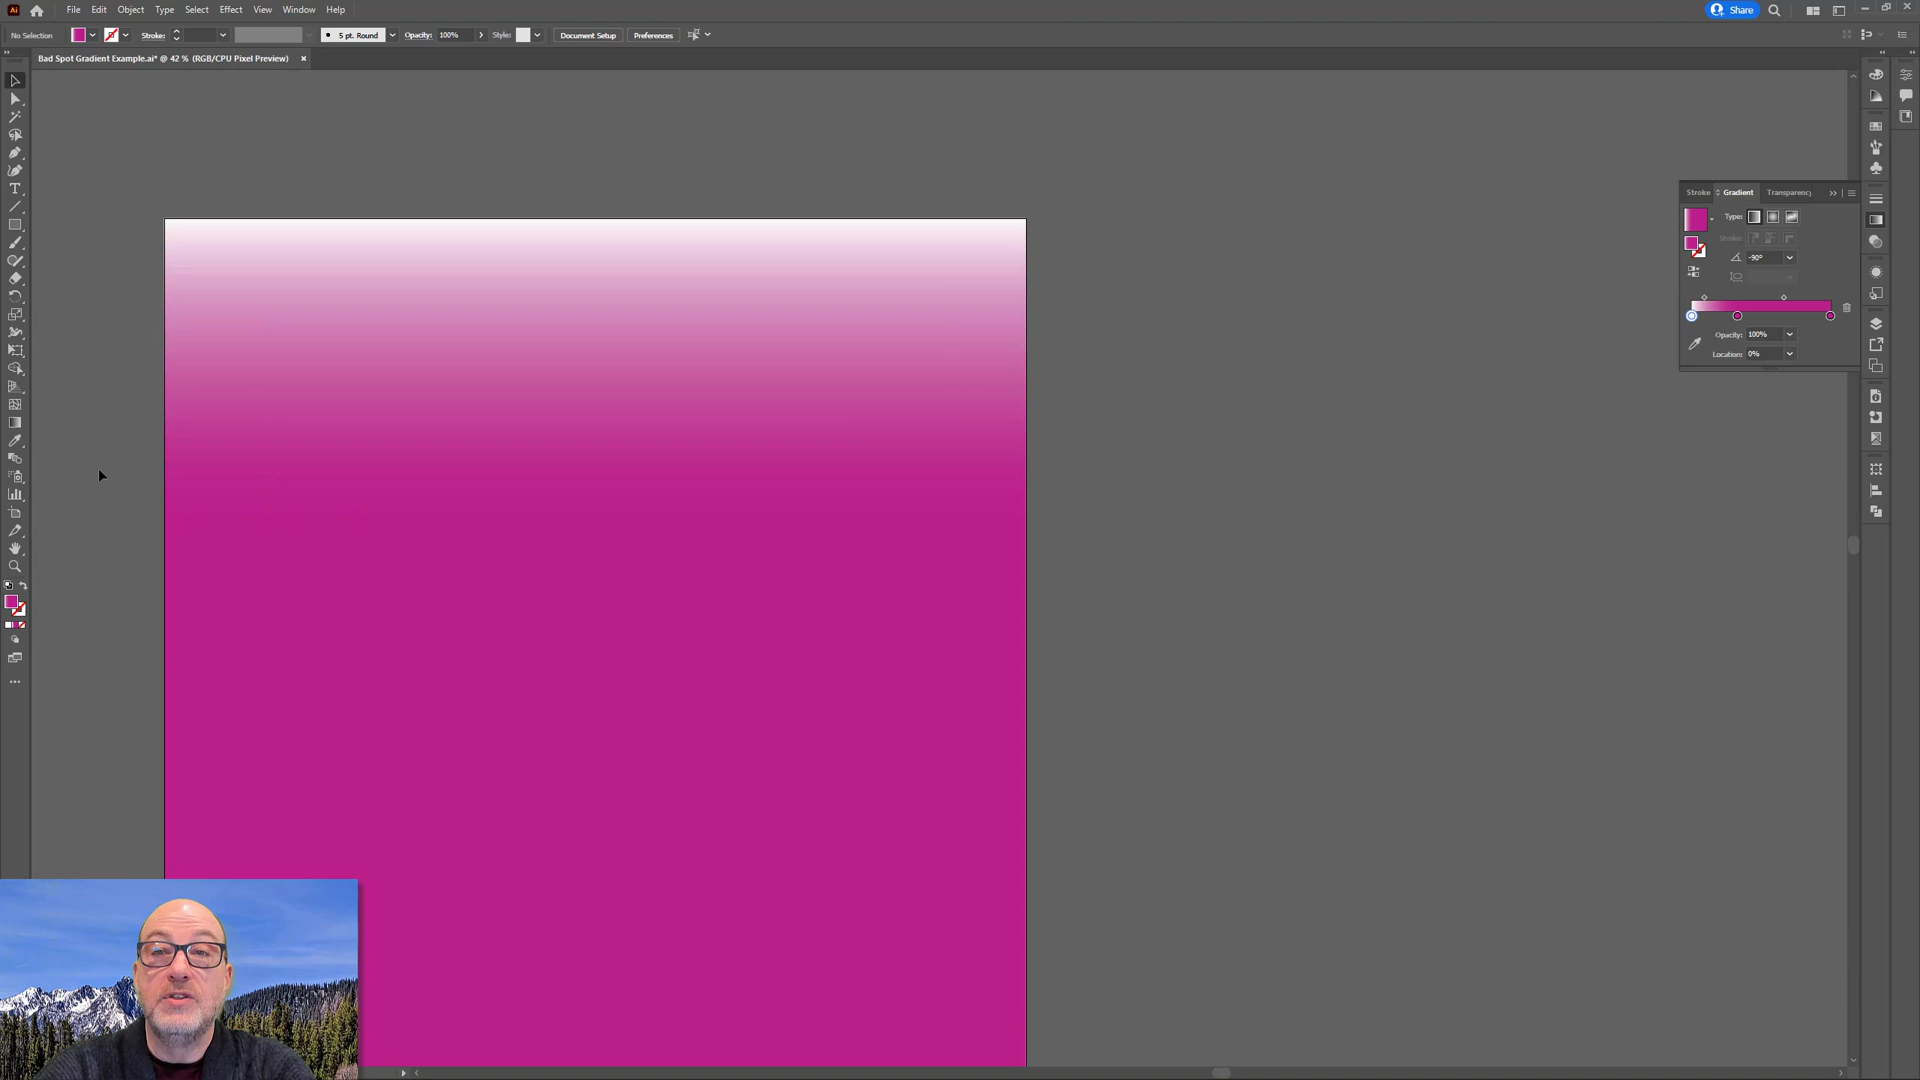 Ai File Edit Object Type Select Effect View Window Help Share
No Selection Stroke: 5 pt. Round Opacity: 100% Style: Document Setup Preferences
Bad Spot Gradient Example.ai* @ 42 % (RGB/CPU Pixel Preview) ×
Stroke Gradient Transparency
Type:
Stroke:
-90°
Opacity: 100%
Location: 0%